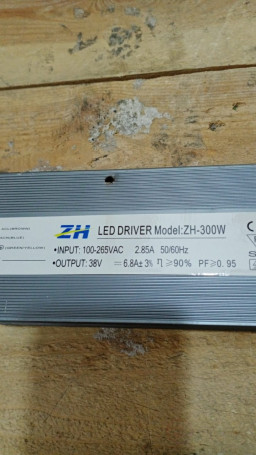 ZH LED DRIVER Model:ZH-300W
•INPUT: 100-265VAC 2.85A 50/60Hz
•OUTPUT: 38V ⎓ 6.8A± 3% η ≥90% PF≥0.95